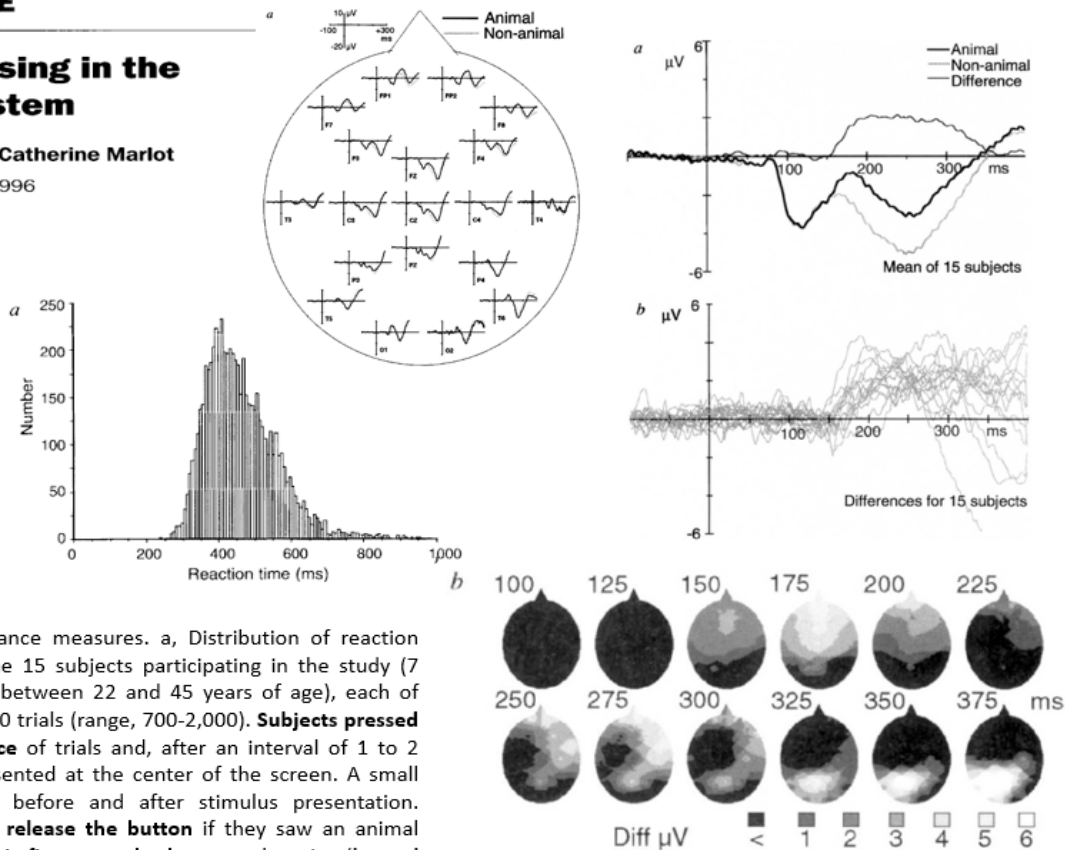 E
sing in the
stem
Catherine Marlot
996
a
10 µV
-100
+300
ms
-20 µV
Animal
Non-animal
FP1
FP2
F7
F8
F3
F4
FZ
T3
C3
CZ
C4
T4
PZ
P3
P4
T5
T6
O1
O2
a
6
µV
Animal
Non-animal
Difference
100
200
300
ms
-6
Mean of 15 subjects
a
250
200
150
100
50
0
Number
0
200
400
600
800
1,000
Reaction time (ms)
b
6
µV
100
200
300
ms
Differences for 15 subjects
-6
ance measures. a, Distribution of reaction
e 15 subjects participating in the study (7
between 22 and 45 years of age), each of
0 trials (range, 700-2,000). Subjects pressed
ce of trials and, after an interval of 1 to 2
sented at the center of the screen. A small
before and after stimulus presentation.
release the button if they saw an animal
b
100 125 150 175 200 225
250 275 300 325 350 375 ms
Diff µV < 1 2 3 4 5 6